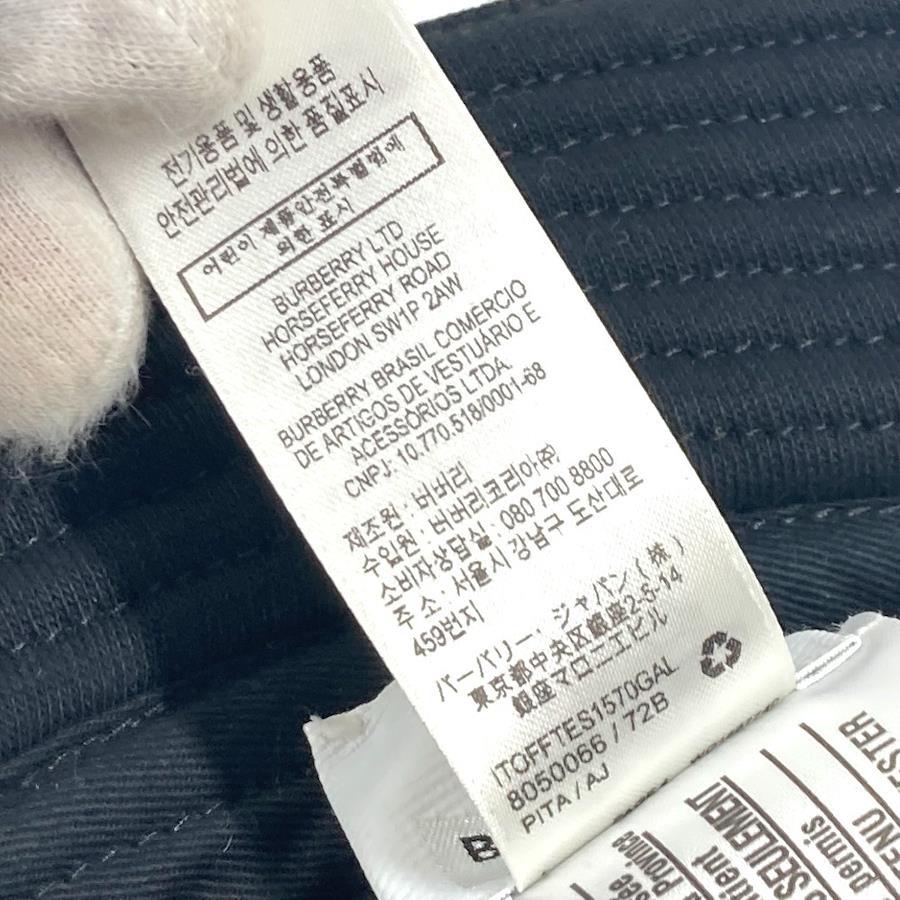 전기용품 및 생활용품
안전관리법에 의한 품질표시
어린이 제품안전특별법에
의한 표시
BURBERRY LTD
HORSEFERRY HOUSE
HORSEFERRY ROAD
LONDON SW1P 2AW
BURBERRY BRASIL COMERCIO
DE ARTIGOS DE VESTUÁRIO E
ACESSÓRIOS LTDA
CNPJ: 10.770.518/0001-68
제조원 : 버버리
수입원 : 버버리코리아㈜
소비자상담실 : 080 700 8800
주소 : 서울시 강남구 도산대로
459번지
バーバリー・ジャパン (株)
東京都中央区銀座2-8-14
銀座マロニエビル
ITOFFTES1570GAL
8050066 / 72B
PITA / AJ
B
Province
SEULEMENT
permis